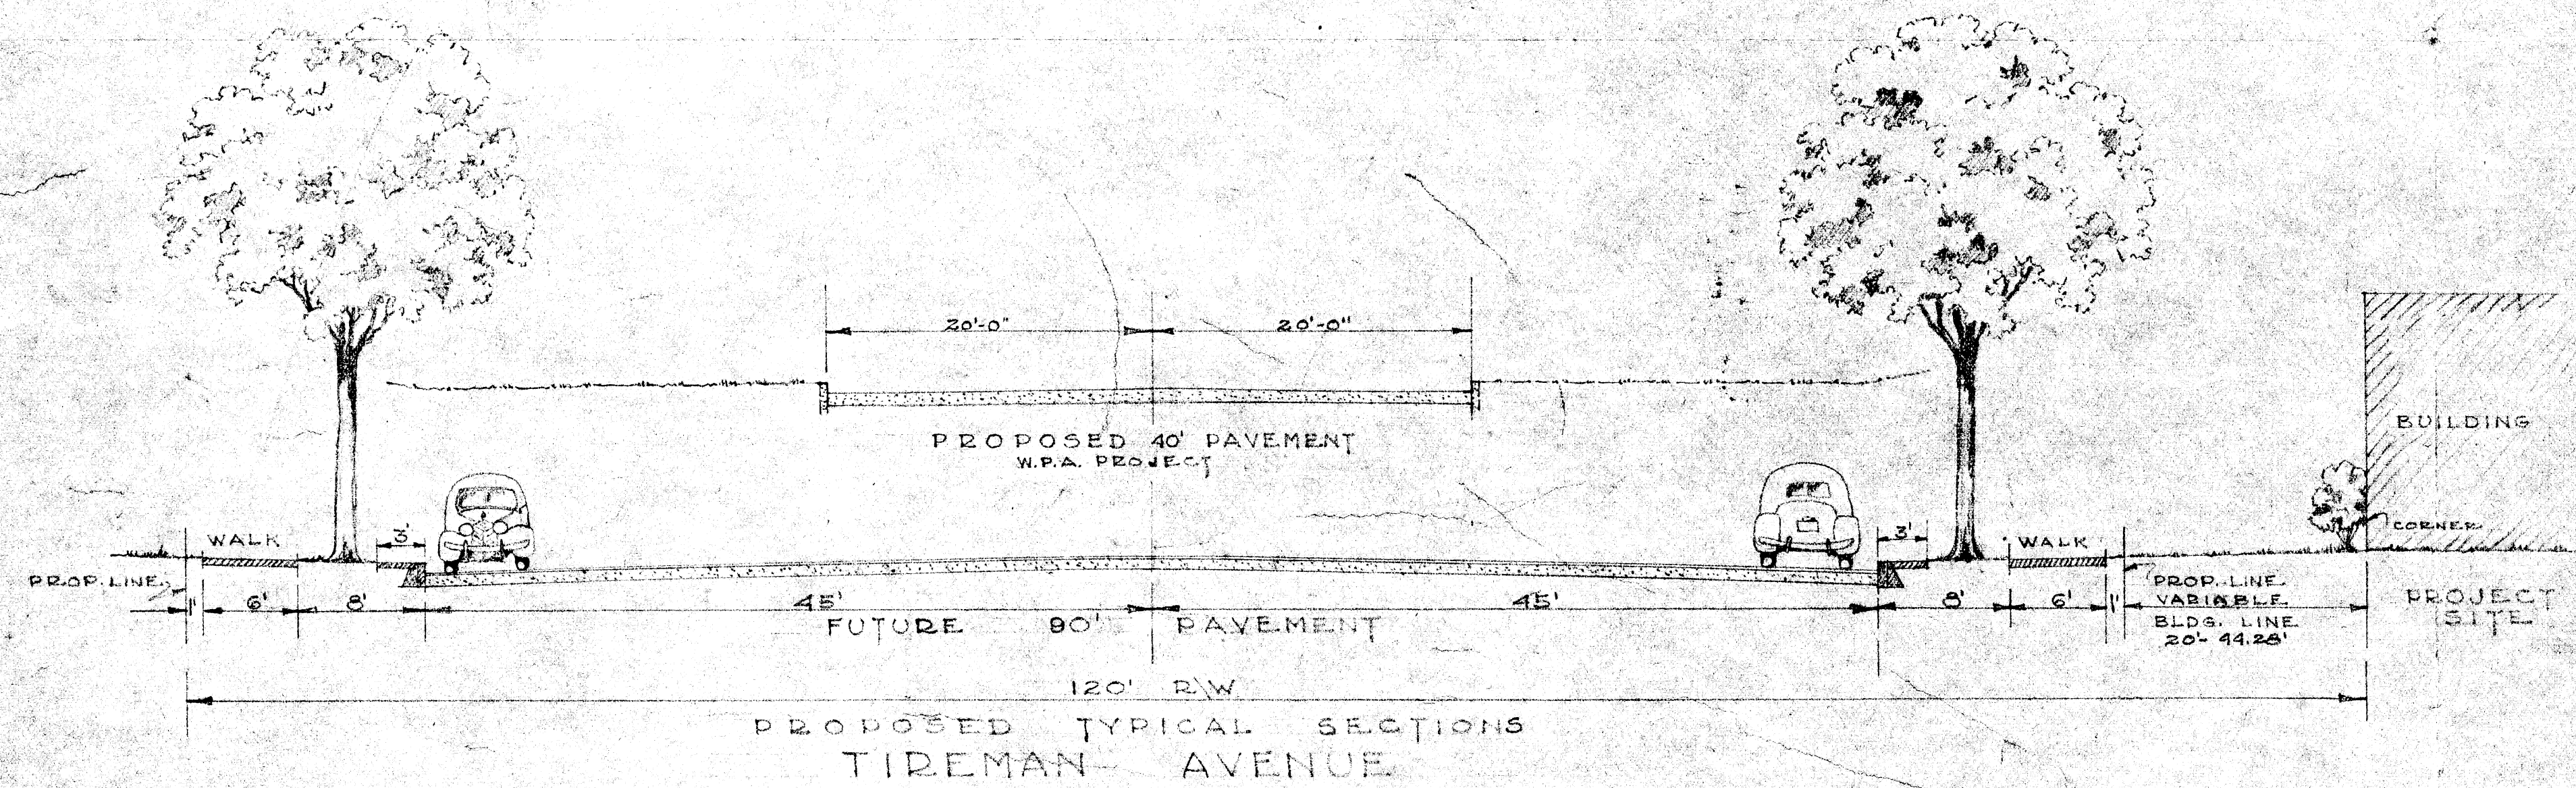 20'-0" 20'-0"
PROPOSED 40' PAVEMENT
W.P.A. PROJECT
BUILDING
CORNER
WALK 3' 3' WALK
PROP. LINE
PROP. LINE
VARIABLE
BLDG. LINE
20'- 44.28'
1' 6' 8' 45' 45' 8' 6' 1'
PROJECT
SITE
FUTURE 90' PAVEMENT
120' R\W
PROPOSED TYPICAL SECTIONS
TIREMAN AVENUE